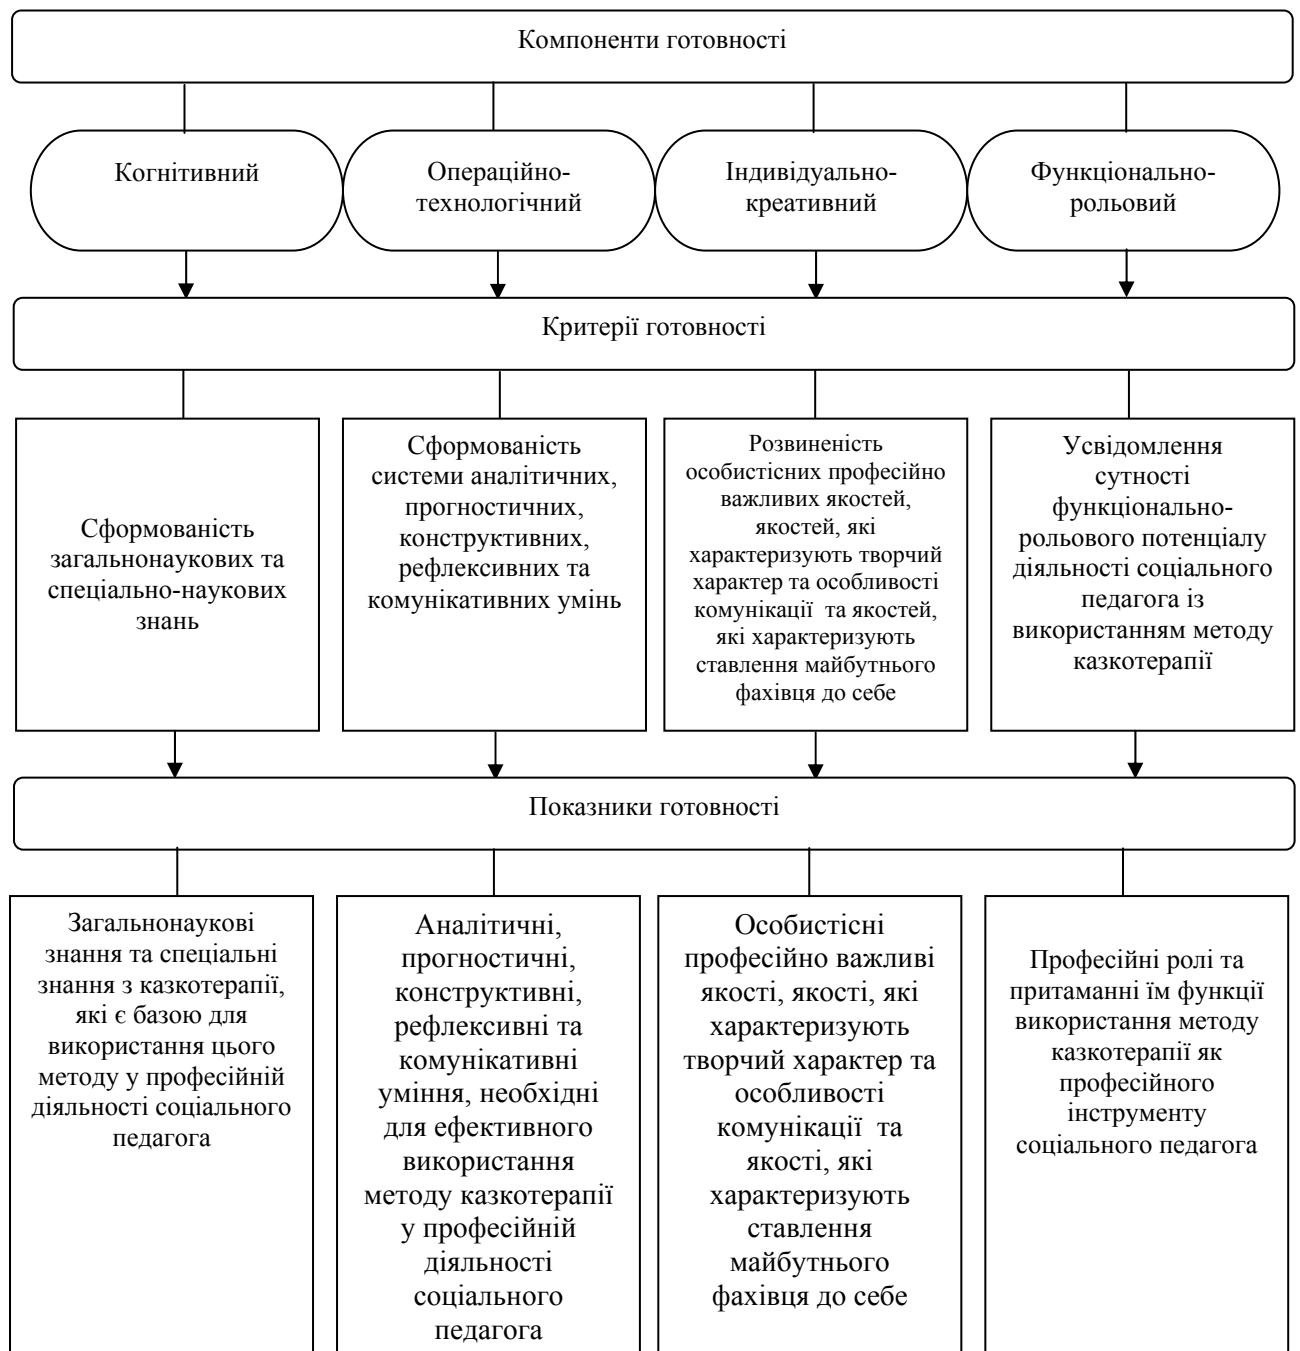 Компоненти готовності
Когнітивний
Операційно-
технологічний
Індивідуально-
креативний
Функціонально-
рольовий
Критерії готовності
Сформованість
загальнонаукових та
спеціально-наукових
знань
Сформованість
системи аналітичних,
прогностичних,
конструктивних,
рефлексивних та
комунікативних умінь
Розвиненість
особистісних професійно
важливих якостей,
якостей, які
характеризують творчий
характер та особливості
комунікації та якостей,
які характеризують
ставлення майбутнього
фахівця до себе
Усвідомлення
сутності
функціонально-
рольового потенціалу
діяльності соціального
педагога із
використанням методу
казкотерапії
Показники готовності
Загальнонаукові
знання та спеціальні
знання з казкотерапії,
які є базою для
використання цього
методу у професійній
діяльності соціального
педагога
Аналітичні,
прогностичні,
конструктивні,
рефлексивні та
комунікативні
уміння, необхідні
для ефективного
використання
методу казкотерапії
у професійній
діяльності
соціального
педагога
Особистісні
професійно важливі
якості, якості, які
характеризують
творчий характер та
особливості
комунікації та
якості, які
характеризують
ставлення
майбутнього
фахівця до себе
Професійні ролі та
притаманні їм функції
використання методу
казкотерапії як
професійного
інструменту
соціального педагога